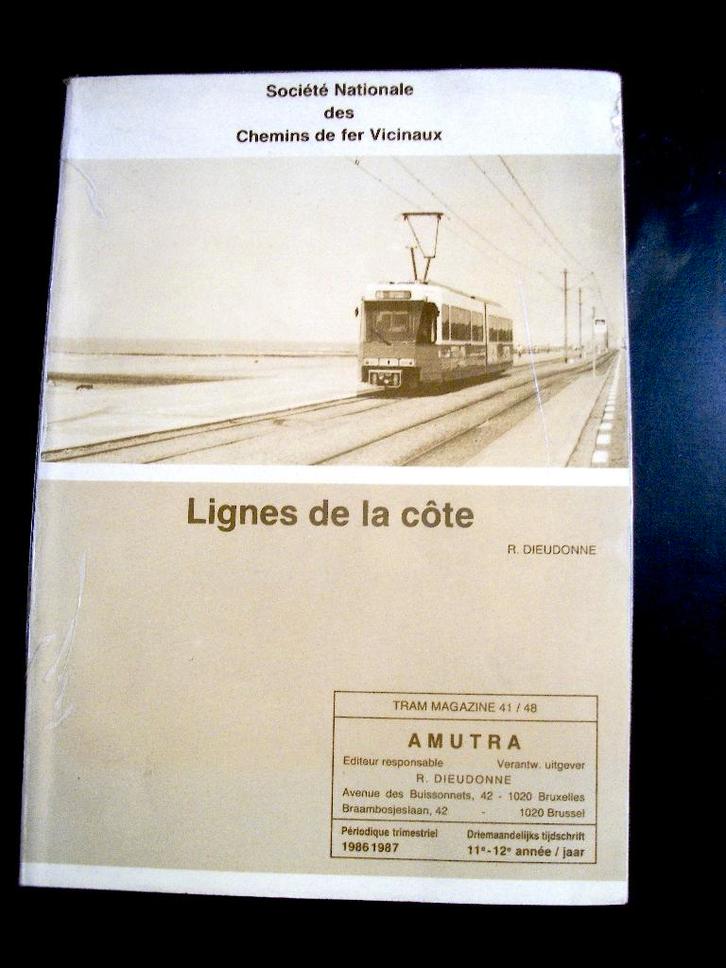 Société Nationale
des
Chemins de fer Vicinaux
Lignes de la côte
R. DIEUDONNE
TRAM MAGAZINE 41 / 48
AMUTRA
Editeur responsable Verantw. uitgever
R. DIEUDONNE
Avenue des Buissonnets, 42 - 1020 Bruxelles
Braambosjeslaan, 42 - 1020 Brussel
Périodique trimestriel Driemaandelijks tijdschrift
1986 1987 11e-12e année / jaar